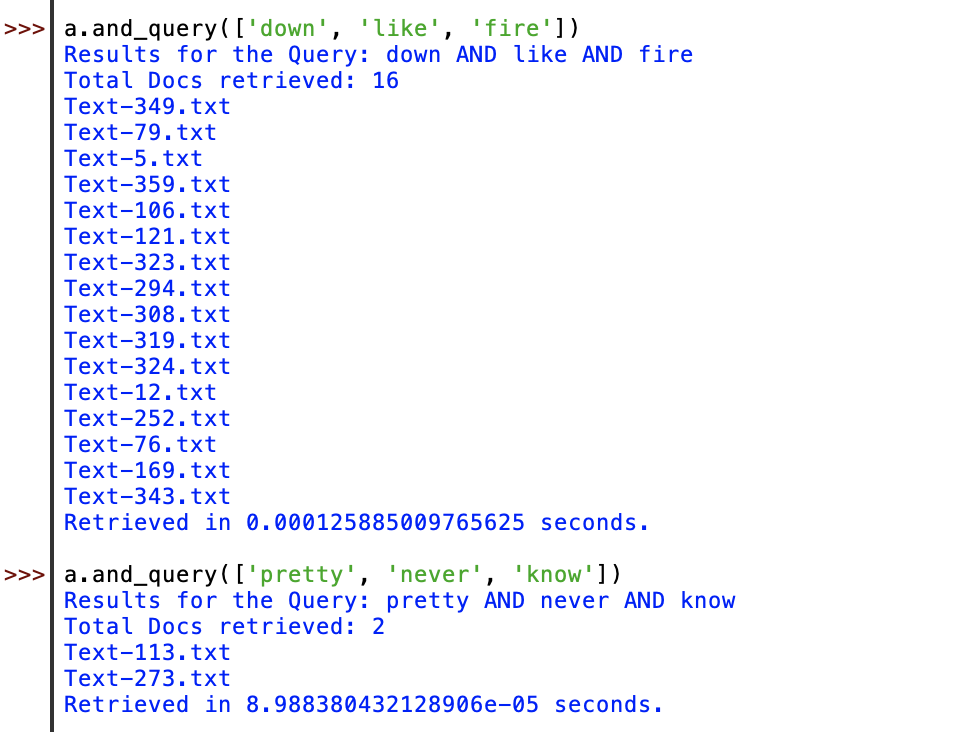 >>> a.and_query(['down', 'like', 'fire'])
Results for the Query: down AND like AND fire
Total Docs retrieved: 16
Text-349.txt
Text-79.txt
Text-5.txt
Text-359.txt
Text-106.txt
Text-121.txt
Text-323.txt
Text-294.txt
Text-308.txt
Text-319.txt
Text-324.txt
Text-12.txt
Text-252.txt
Text-76.txt
Text-169.txt
Text-343.txt
Retrieved in 0.000125885009765625 seconds.
>>> a.and_query(['pretty', 'never', 'know'])
Results for the Query: pretty AND never AND know
Total Docs retrieved: 2
Text-113.txt
Text-273.txt
Retrieved in 8.988380432128906e-05 seconds.